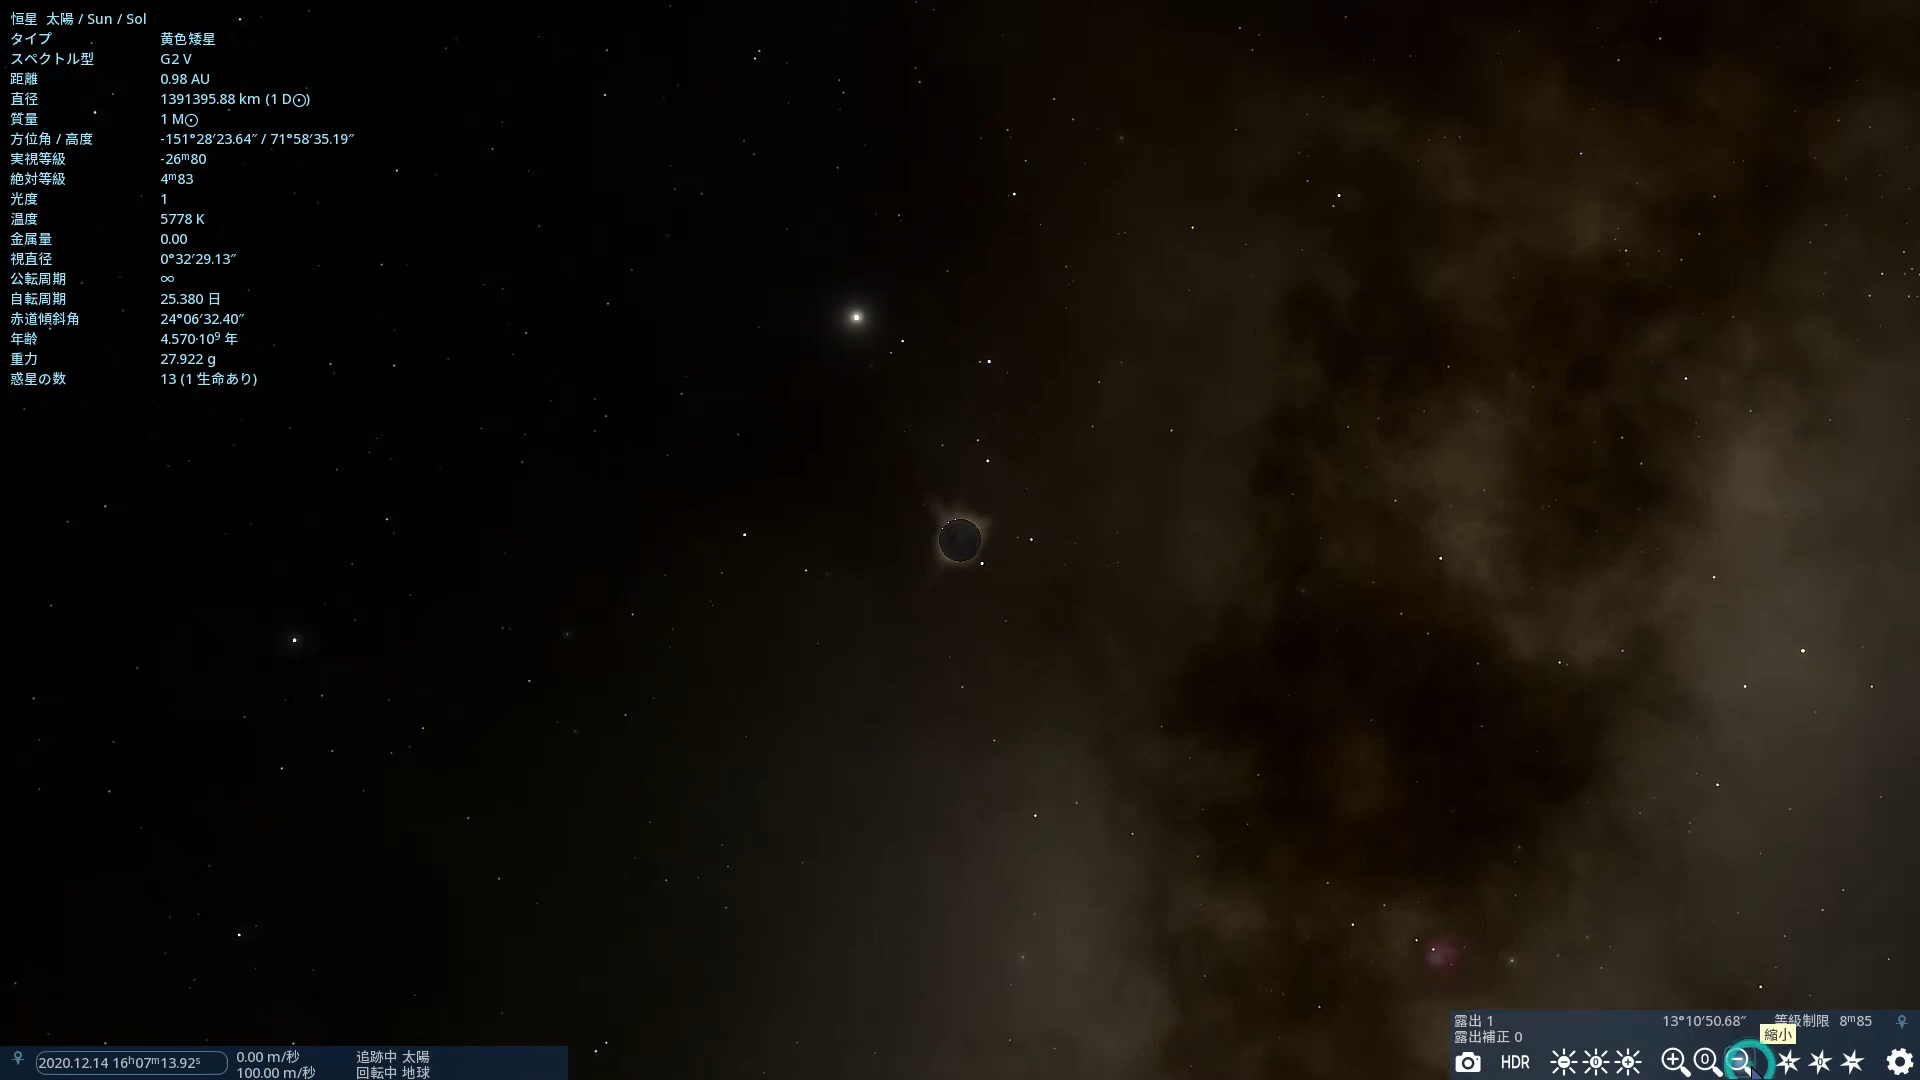 恒星 太陽 / Sun / Sol
タイプ 黄色矮星
スペクトル型 G2 V
距離 0.98 AU
直径 1391395.88 km (1 D⊙)
質量 1 M⊙
方位角 / 高度 -151°28′23.64″ / 71°58′35.19″
実視等級 -26ᵐ80
絶対等級 4ᵐ83
光度 1
温度 5778 K
金属量 0.00
視直径 0°32′29.13″
公転周期 ∞
自転周期 25.380 日
赤道傾斜角 24°06′32.40″
年齢 4.570·10⁹ 年
重力 27.922 g
惑星の数 13 (1 生命あり)
露出 1 13°10′50.68″ 等級制限 8ᵐ85
露出補正 0
縮小
HDR 0
2020.12.14 16ʰ07ᵐ13.92ˢ
0.00 m/秒 追跡中 太陽
100.00 m/秒 回転中 地球